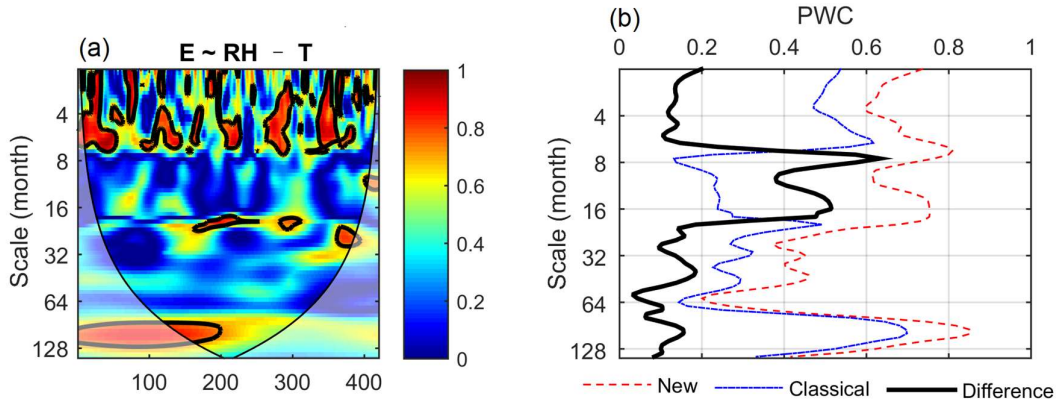 (a)
E ~ RH – T
Scale (month)
4
8
16
32
64
128
100 200 300 400
1
0.8
0.6
0.4
0.2
0
(b)
PWC
0 0.2 0.4 0.6 0.8 1
Scale (month)
4
8
16
32
64
128
New Classical Difference